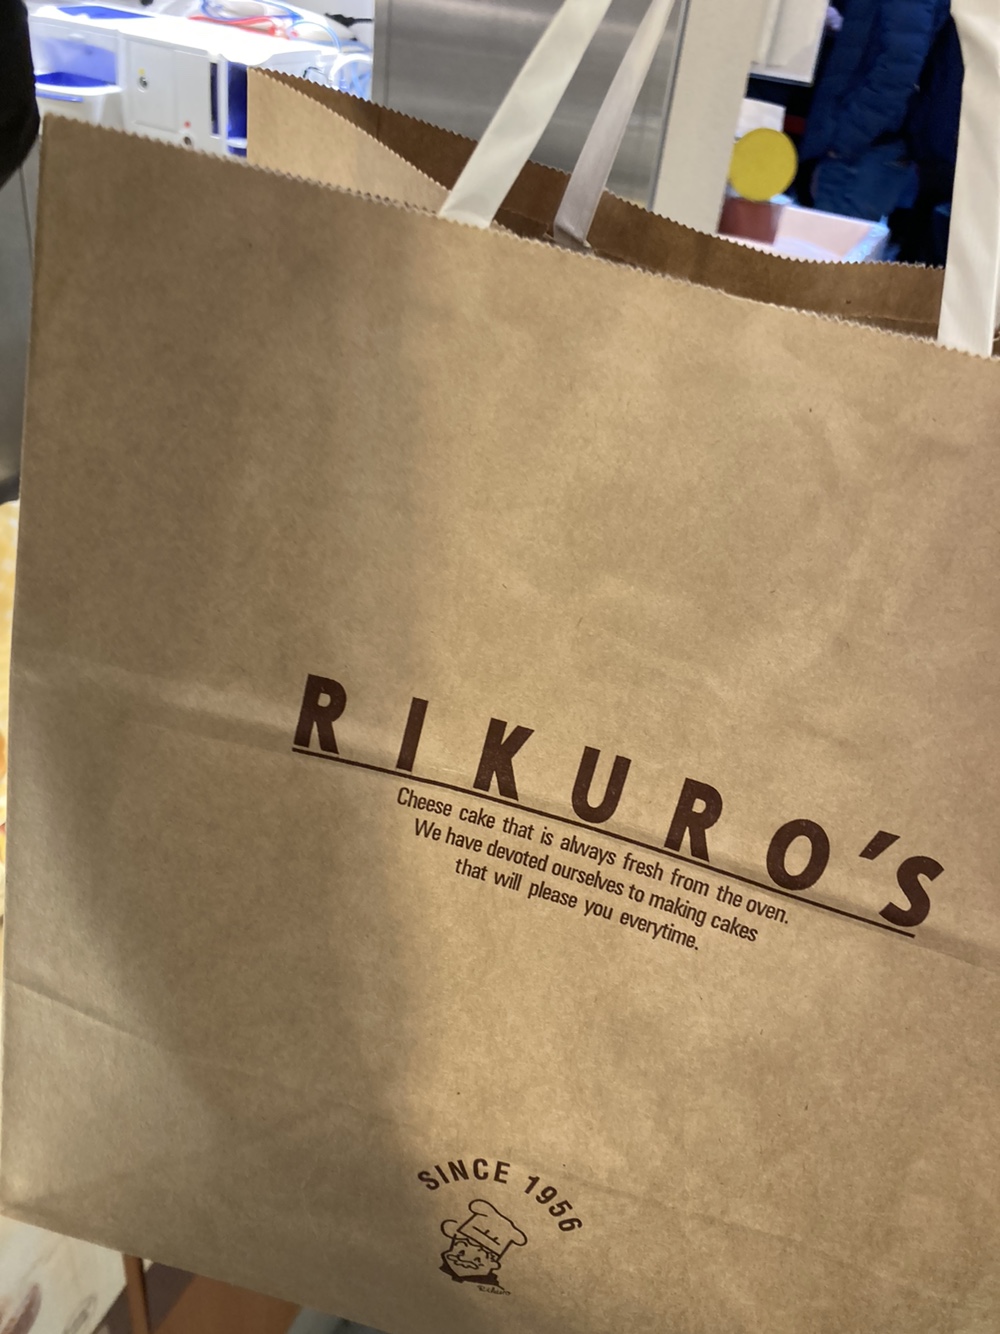 RIKURO'S
Cheese cake that is always fresh from the oven.
We have devoted ourselves to making cakes
that will please you everytime.
SINCE 1956